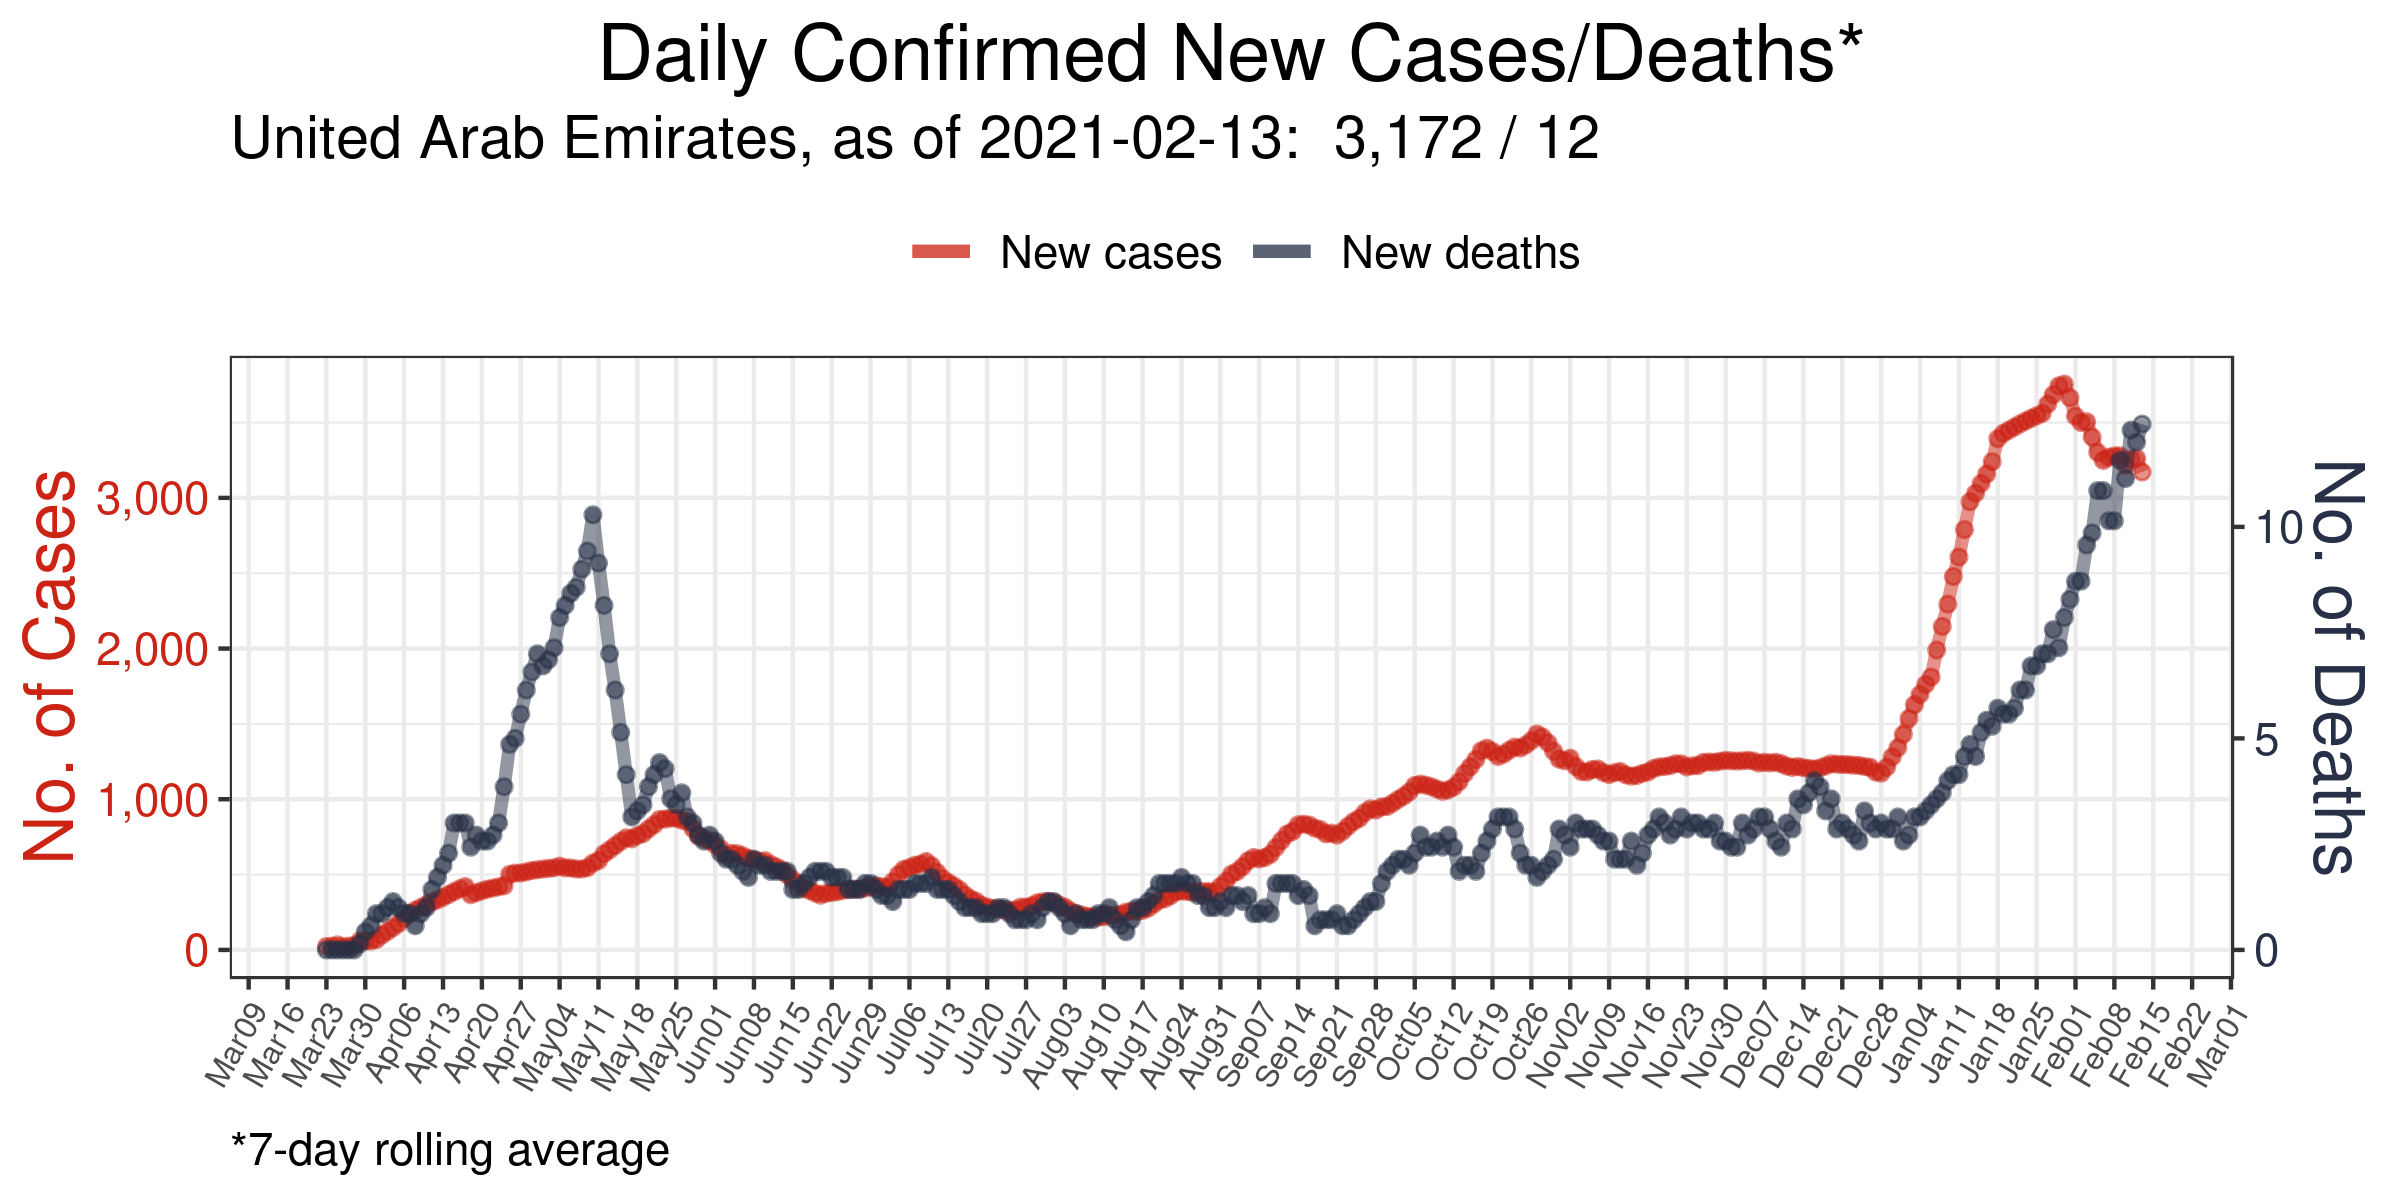 Daily Confirmed New Cases/Deaths*
United Arab Emirates, as of 2021-02-13:  3,172 / 12
New cases
New deaths
No. of Cases
3,000
2,000
1,000
0
10
5
0
No. of Deaths
Mar09
Mar16
Mar23
Mar30
Apr06
Apr13
Apr20
Apr27
May04
May11
May18
May25
Jun01
Jun08
Jun15
Jun22
Jun29
Jul06
Jul13
Jul20
Jul27
Aug03
Aug10
Aug17
Aug24
Aug31
Sep07
Sep14
Sep21
Sep28
Oct05
Oct12
Oct19
Oct26
Nov02
Nov09
Nov16
Nov23
Nov30
Dec07
Dec14
Dec21
Dec28
Jan04
Jan11
Jan18
Jan25
Feb01
Feb08
Feb15
Feb22
Mar01
*7-day rolling average